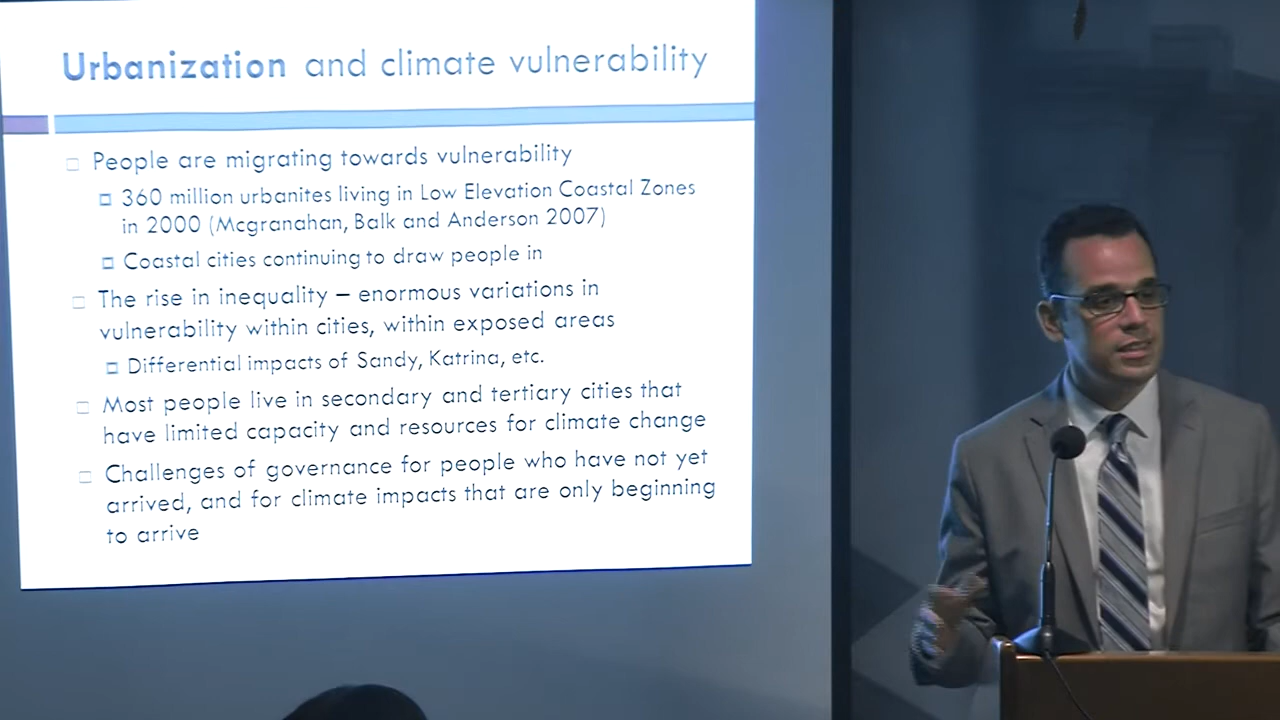 Urbanization and climate vulnerability
People are migrating towards vulnerability
360 million urbanites living in Low Elevation Coastal Zones
in 2000 (Mcgranahan, Balk and Anderson 2007)
Coastal cities continuing to draw people in
The rise in inequality – enormous variations in
vulnerability within cities, within exposed areas
Differential impacts of Sandy, Katrina, etc.
Most people live in secondary and tertiary cities that
have limited capacity and resources for climate change
Challenges of governance for people who have not yet
arrived, and for climate impacts that are only beginning
to arrive